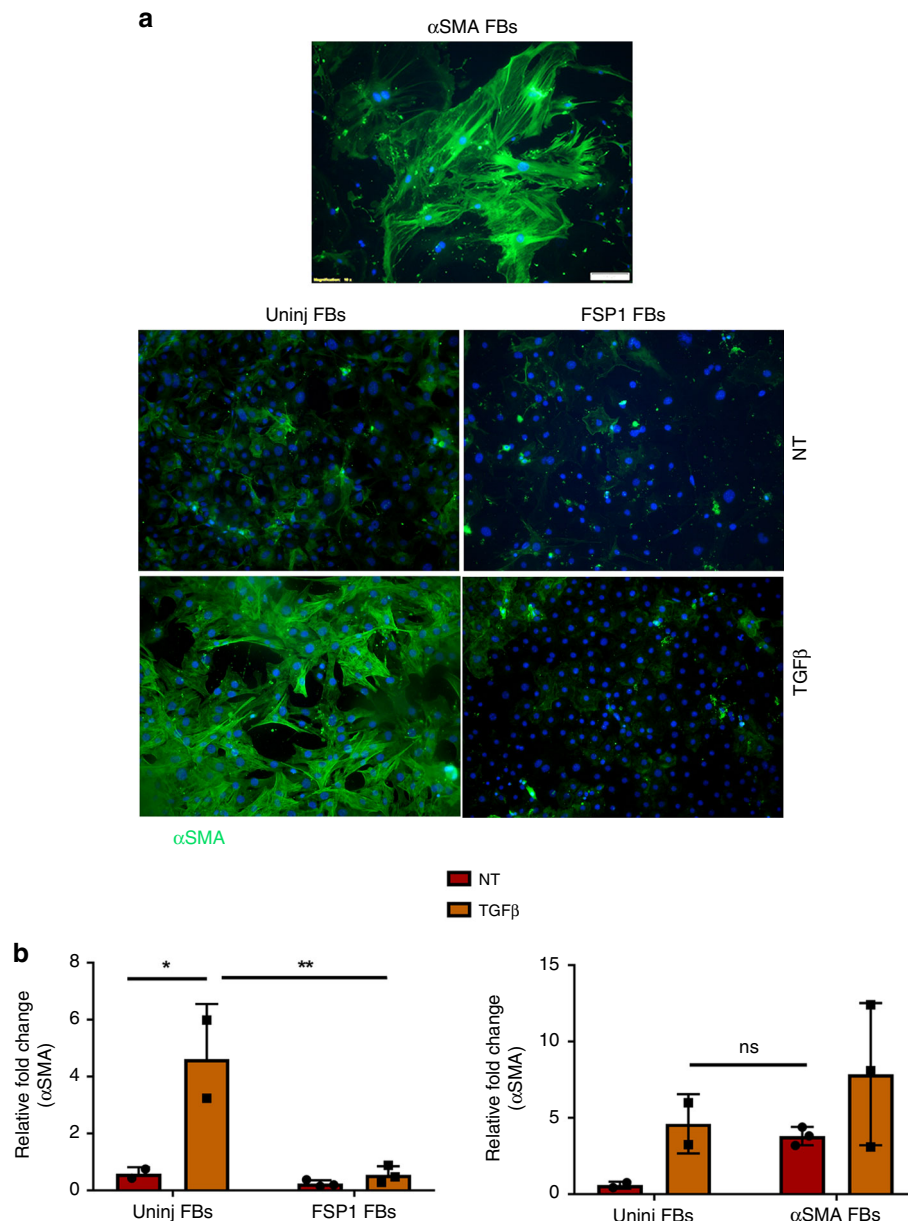 a
αSMA FBs
Uninj FBs
FSP1 FBs
NT
TGFβ
αSMA
NT
TGFβ
b
Relative fold change
(αSMA)
8
6
4
2
0
*
**
Uninj FBs
FSP1 FBs
Relative fold change
(αSMA)
15
10
5
0
ns
Uninj FBs
αSMA FBs